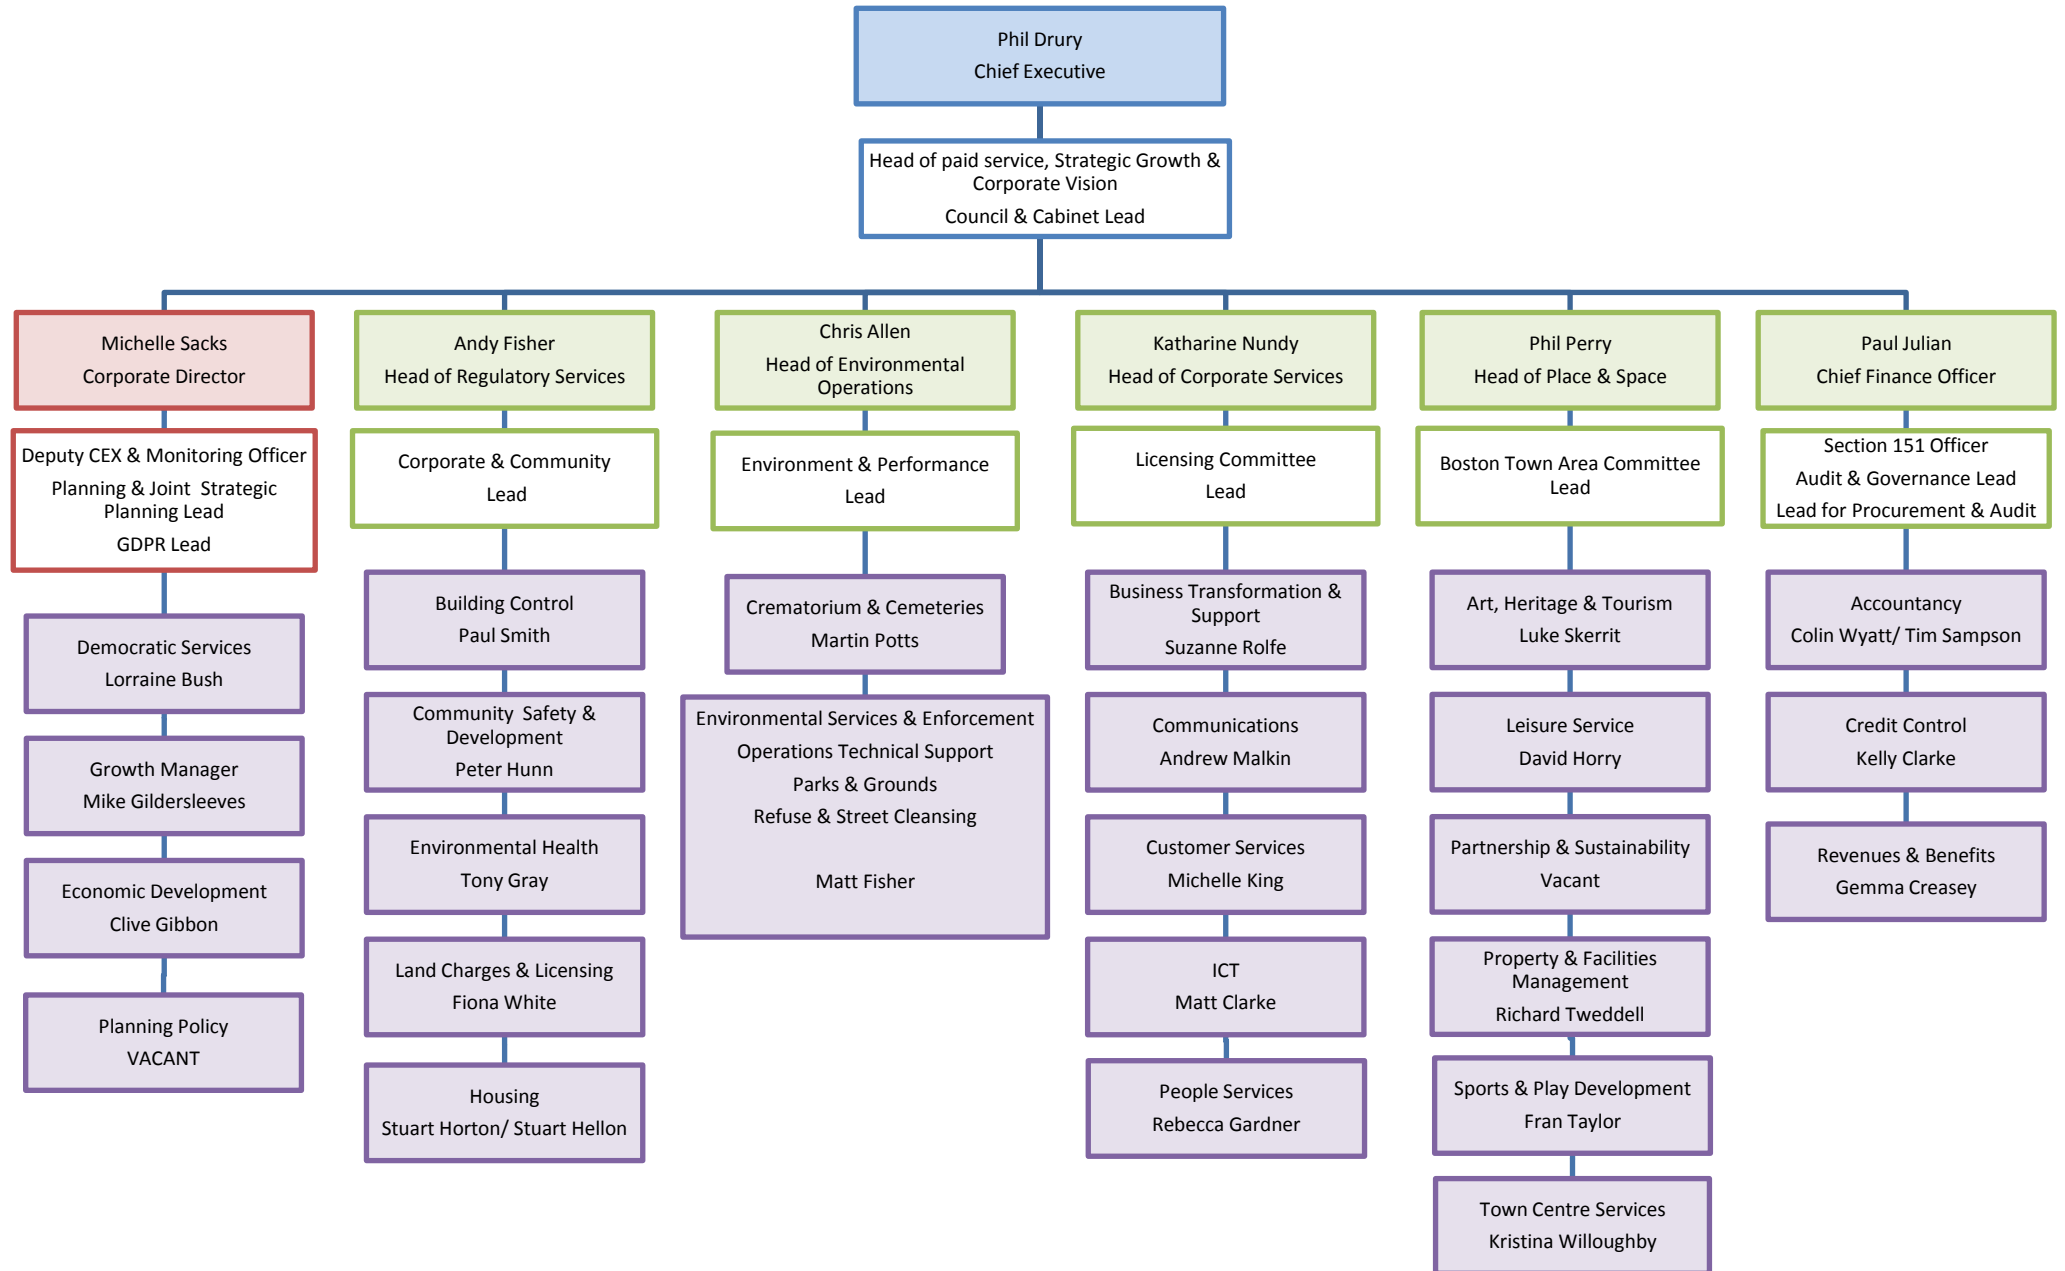 Phil Drury
Chief Executive
Head of paid service, Strategic Growth &
Corporate Vision
Council & Cabinet Lead
Michelle Sacks
Corporate Director
Deputy CEX & Monitoring Officer
Planning & Joint  Strategic
Planning Lead
GDPR Lead
Democratic Services
Lorraine Bush
Growth Manager
Mike Gildersleeves
Economic Development
Clive Gibbon
Planning Policy
VACANT
Andy Fisher
Head of Regulatory Services
Corporate & Community
Lead
Building Control
Paul Smith
Community  Safety &
Development
Peter Hunn
Environmental Health
Tony Gray
Land Charges & Licensing
Fiona White
Housing
Stuart Horton/ Stuart Hellon
Chris Allen
Head of Environmental
Operations
Environment & Performance
Lead
Crematorium & Cemeteries
Martin Potts
Environmental Services & Enforcement
Operations Technical Support
Parks & Grounds
Refuse & Street Cleansing
Matt Fisher
Katharine Nundy
Head of Corporate Services
Licensing Committee
Lead
Business Transformation &
Support
Suzanne Rolfe
Communications
Andrew Malkin
Customer Services
Michelle King
ICT
Matt Clarke
People Services
Rebecca Gardner
Phil Perry
Head of Place & Space
Boston Town Area Committee
Lead
Art, Heritage & Tourism
Luke Skerrit
Leisure Service
David Horry
Partnership & Sustainability
Vacant
Property & Facilities
Management
Richard Tweddell
Sports & Play Development
Fran Taylor
Town Centre Services
Kristina Willoughby
Paul Julian
Chief Finance Officer
Section 151 Officer
Audit & Governance Lead
Lead for Procurement & Audit
Accountancy
Colin Wyatt/ Tim Sampson
Credit Control
Kelly Clarke
Revenues & Benefits
Gemma Creasey